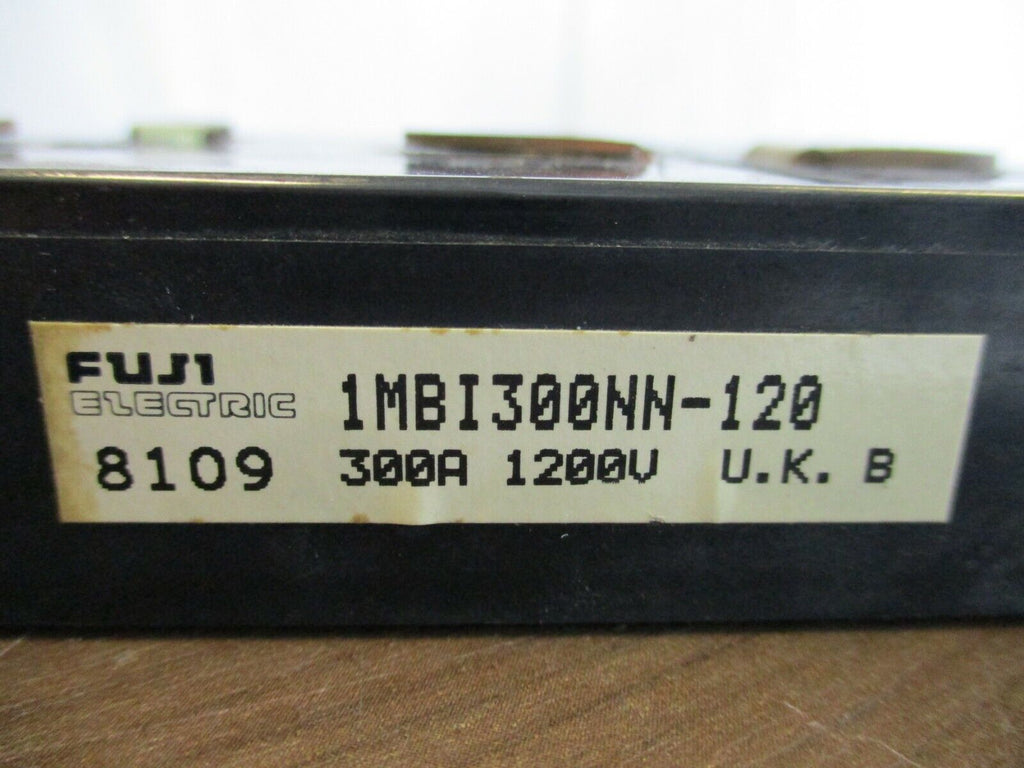 FUJI
ELECTRIC
1MBI300NN-120
8109 300A 1200V U.K. B